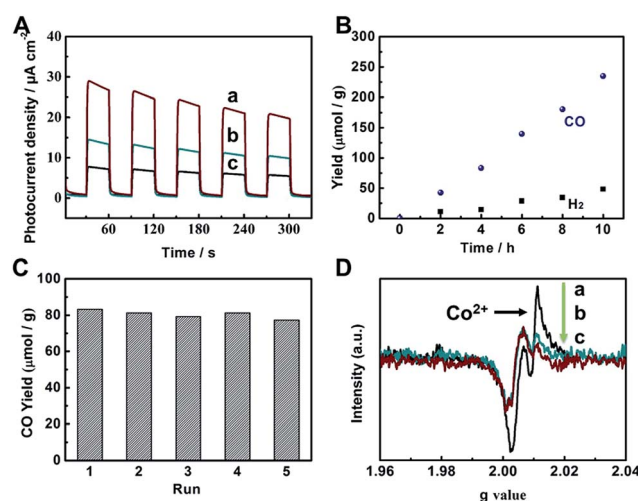 A
Photocurrent density / μA cm-2
40
30
20
10
0
a
b
c
60
120
180
240
300
Time / s
B
Yield (μmol / g)
300
250
200
150
100
50
0
CO
H2
0
2
4
6
8
10
Time / h
C
CO Yield (μmol / g)
100
80
60
40
20
0
1
2
3
4
5
Run
D
Intensity (a.u.)
Co2+
a
b
c
1.96
1.98
2.00
2.02
2.04
g value